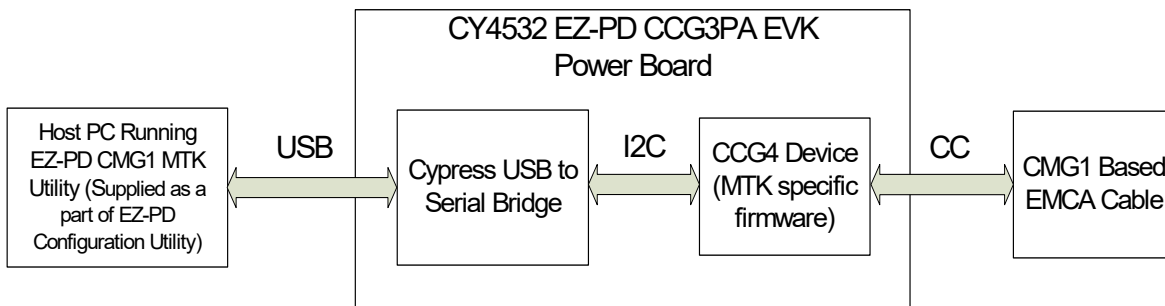 CY4532 EZ-PD CCG3PA EVK
Power Board
Host PC Running
EZ-PD CMG1 MTK
Utility (Supplied as a
part of EZ-PD
Configuration Utility)
USB
Cypress USB to
Serial Bridge
I2C
CCG4 Device
(MTK specific
firmware)
CC
CMG1 Based
EMCA Cable